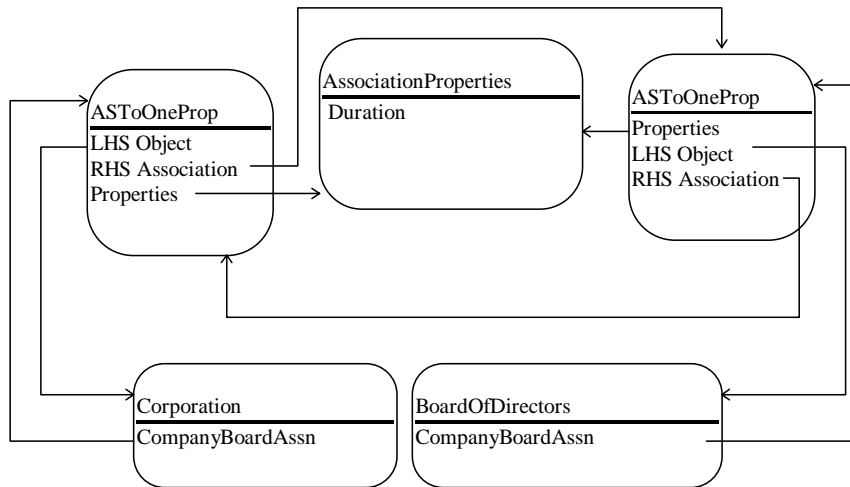 ASToOneProp
LHS Object
RHS Association
Properties
AssociationProperties
Duration
ASToOneProp
Properties
LHS Object
RHS Association
Corporation
CompanyBoardAssn
BoardOfDirectors
CompanyBoardAssn